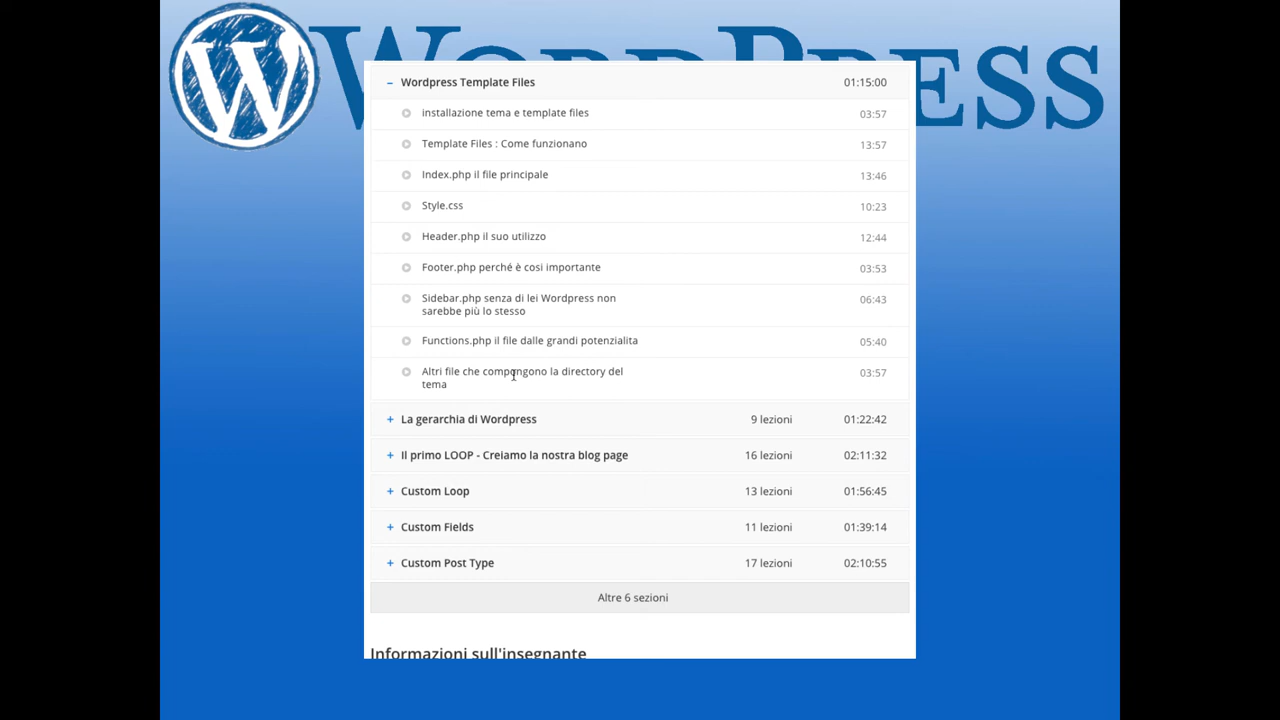 WORDPRESS
– Wordpress Template Files 01:15:00
installazione tema e template files 03:57
Template Files : Come funzionano 13:57
Index.php il file principale 13:46
Style.css 10:23
Header.php il suo utilizzo 12:44
Footer.php perché è cosi importante 03:53
Sidebar.php senza di lei Wordpress non 06:43
sarebbe più lo stesso
Functions.php il file dalle grandi potenzialita 05:40
Altri file che compongono la directory del 03:57
tema
+ La gerarchia di Wordpress 9 lezioni 01:22:42
+ Il primo LOOP - Creiamo la nostra blog page 16 lezioni 02:11:32
+ Custom Loop 13 lezioni 01:56:45
+ Custom Fields 11 lezioni 01:39:14
+ Custom Post Type 17 lezioni 02:10:55
Altre 6 sezioni
Informazioni sull'insegnante